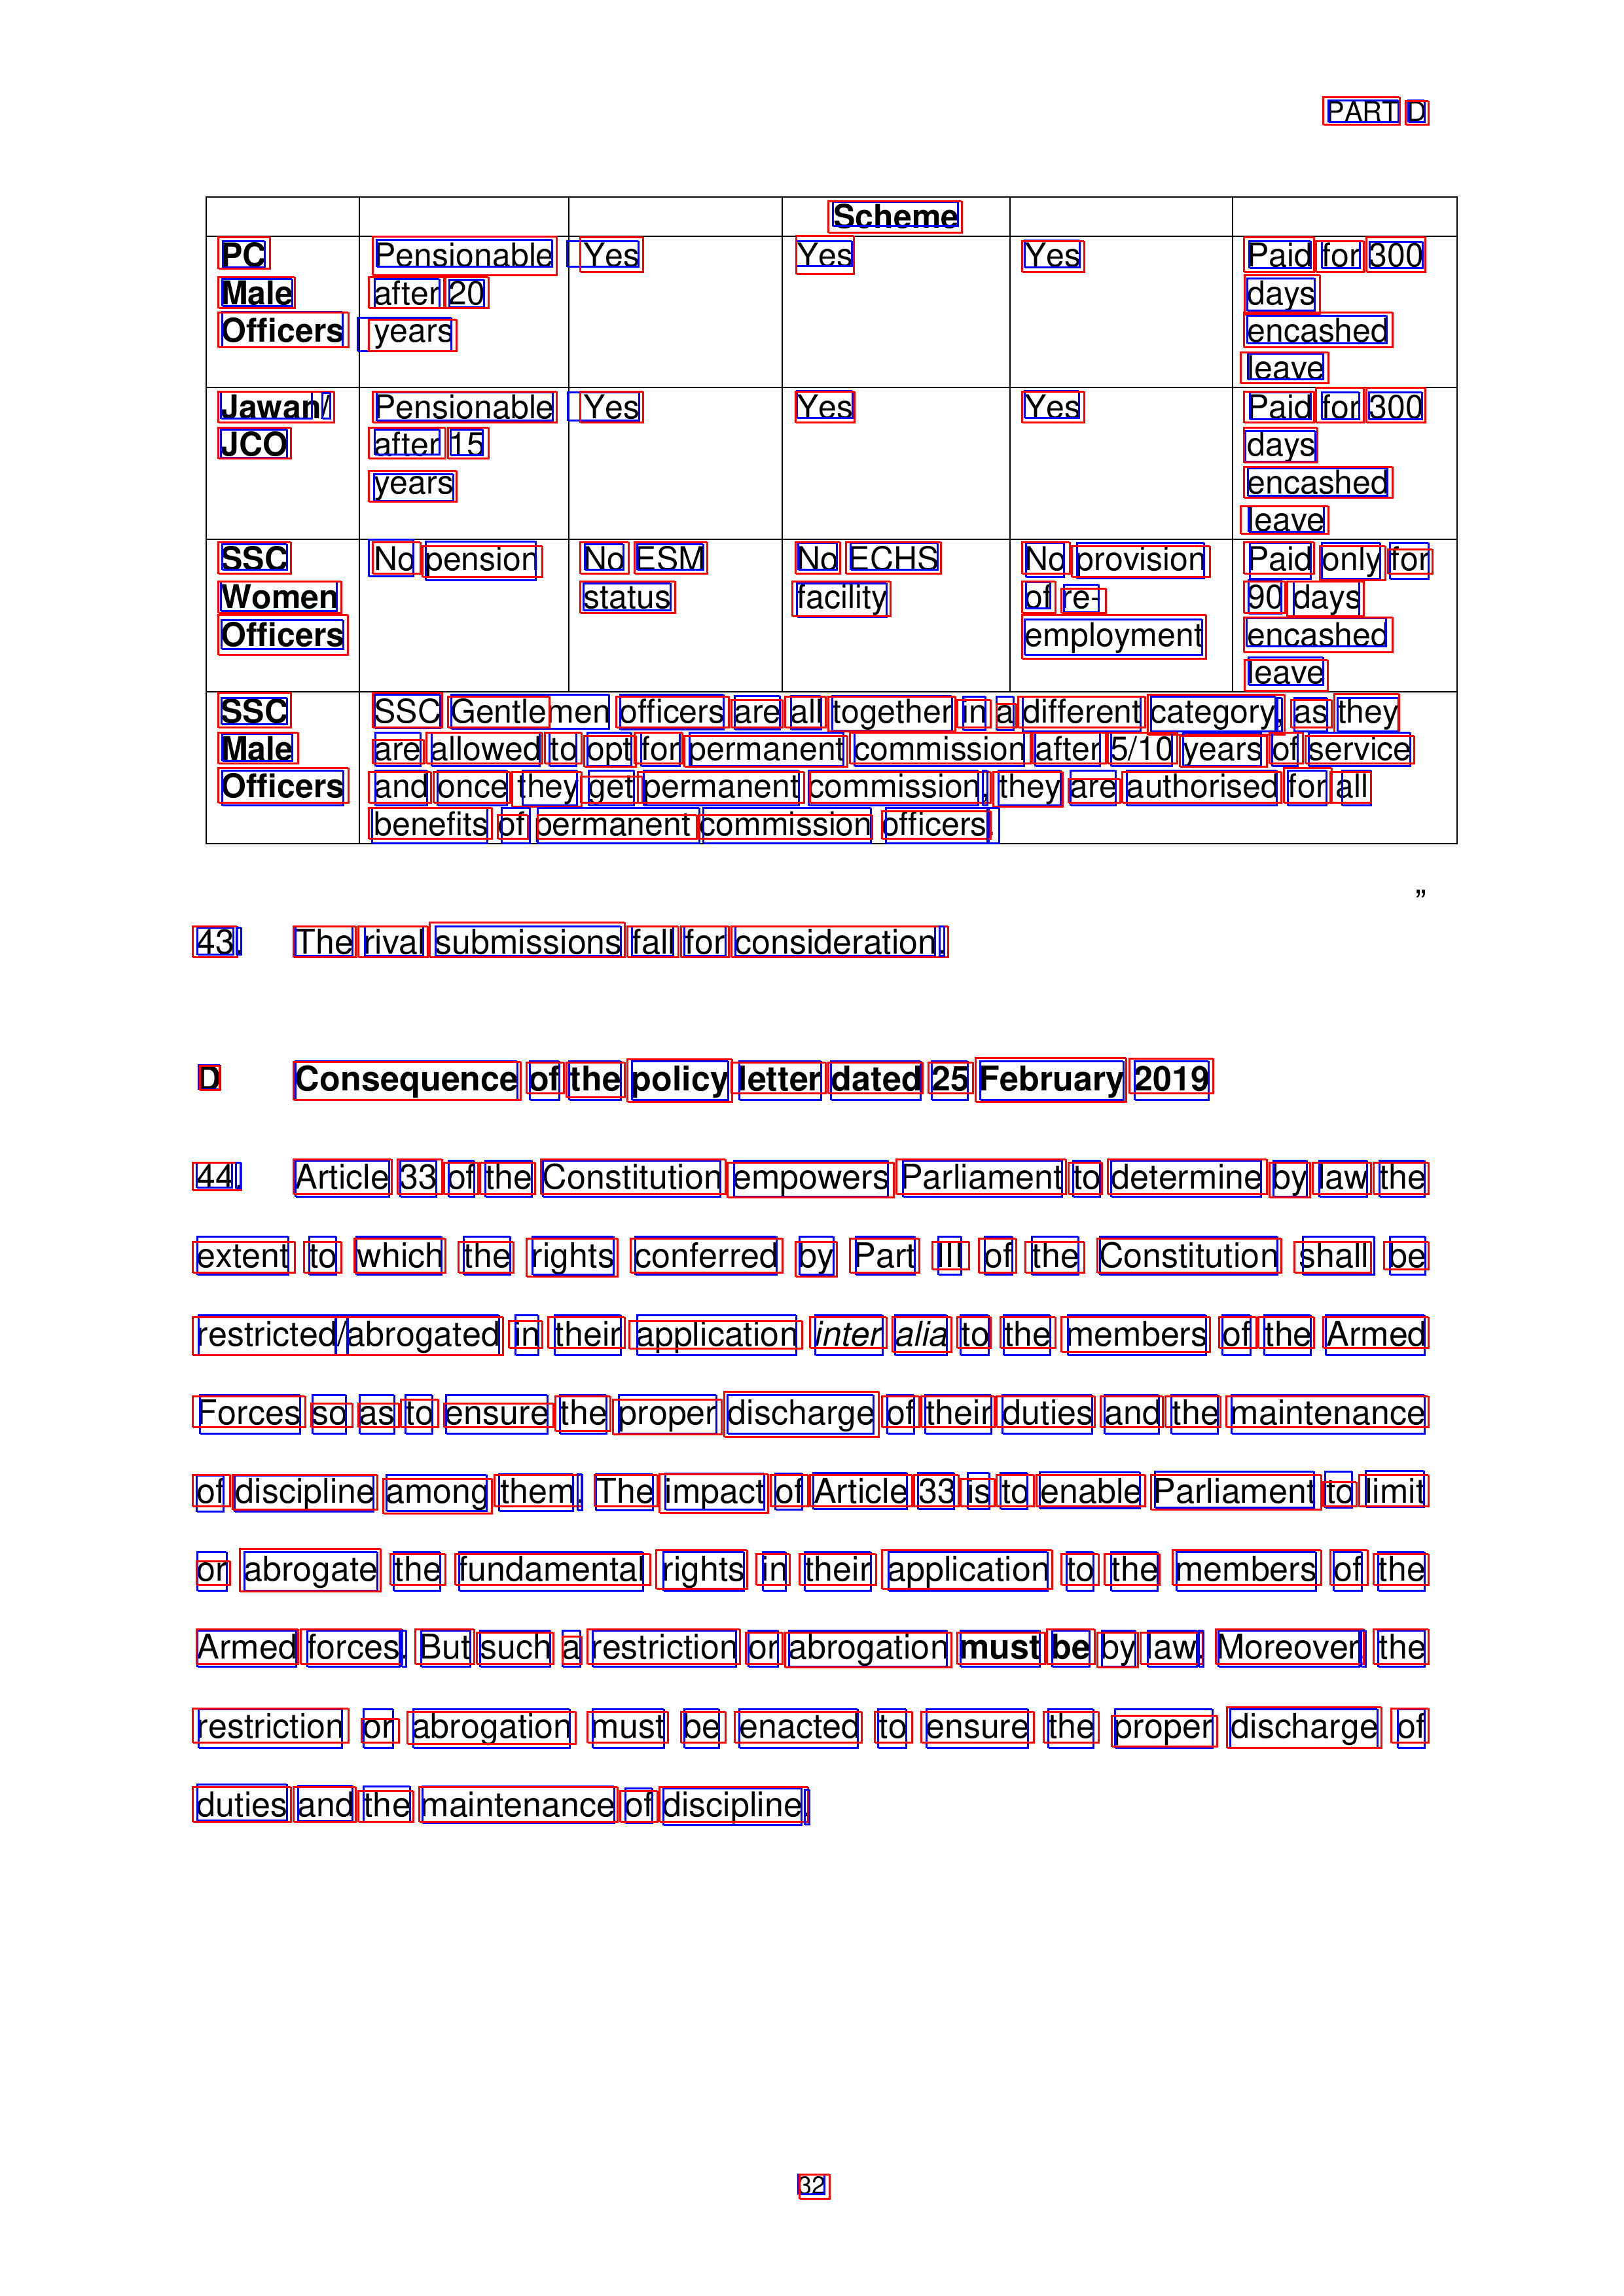 PART D
Scheme
PC Male Officers Pensionable after 20 years Yes Yes Yes Paid for 300 days encashed leave
Jawan/ JCO Pensionable after 15 years Yes Yes Yes Paid for 300 days encashed leave
SSC Women Officers No pension No ESM status No ECHS facility No provision of re-employment Paid only for 90 days encashed leave
SSC Male Officers SSC Gentlemen officers are all together in a different category, as they
are allowed to opt for permanent commission after 5/10 years of service
and once they get permanent commission, they are authorised for all
benefits of permanent commission officers.
”
43. The rival submissions fall for consideration.
D Consequence of the policy letter dated 25 February 2019
44. Article 33 of the Constitution empowers Parliament to determine by law the
extent to which the rights conferred by Part III of the Constitution shall be
restricted/abrogated in their application inter alia to the members of the Armed
Forces so as to ensure the proper discharge of their duties and the maintenance
of discipline among them. The impact of Article 33 is to enable Parliament to limit
or abrogate the fundamental rights in their application to the members of the
Armed forces. But such a restriction or abrogation must be by law. Moreover, the
restriction or abrogation must be enacted to ensure the proper discharge of
duties and the maintenance of discipline.
32